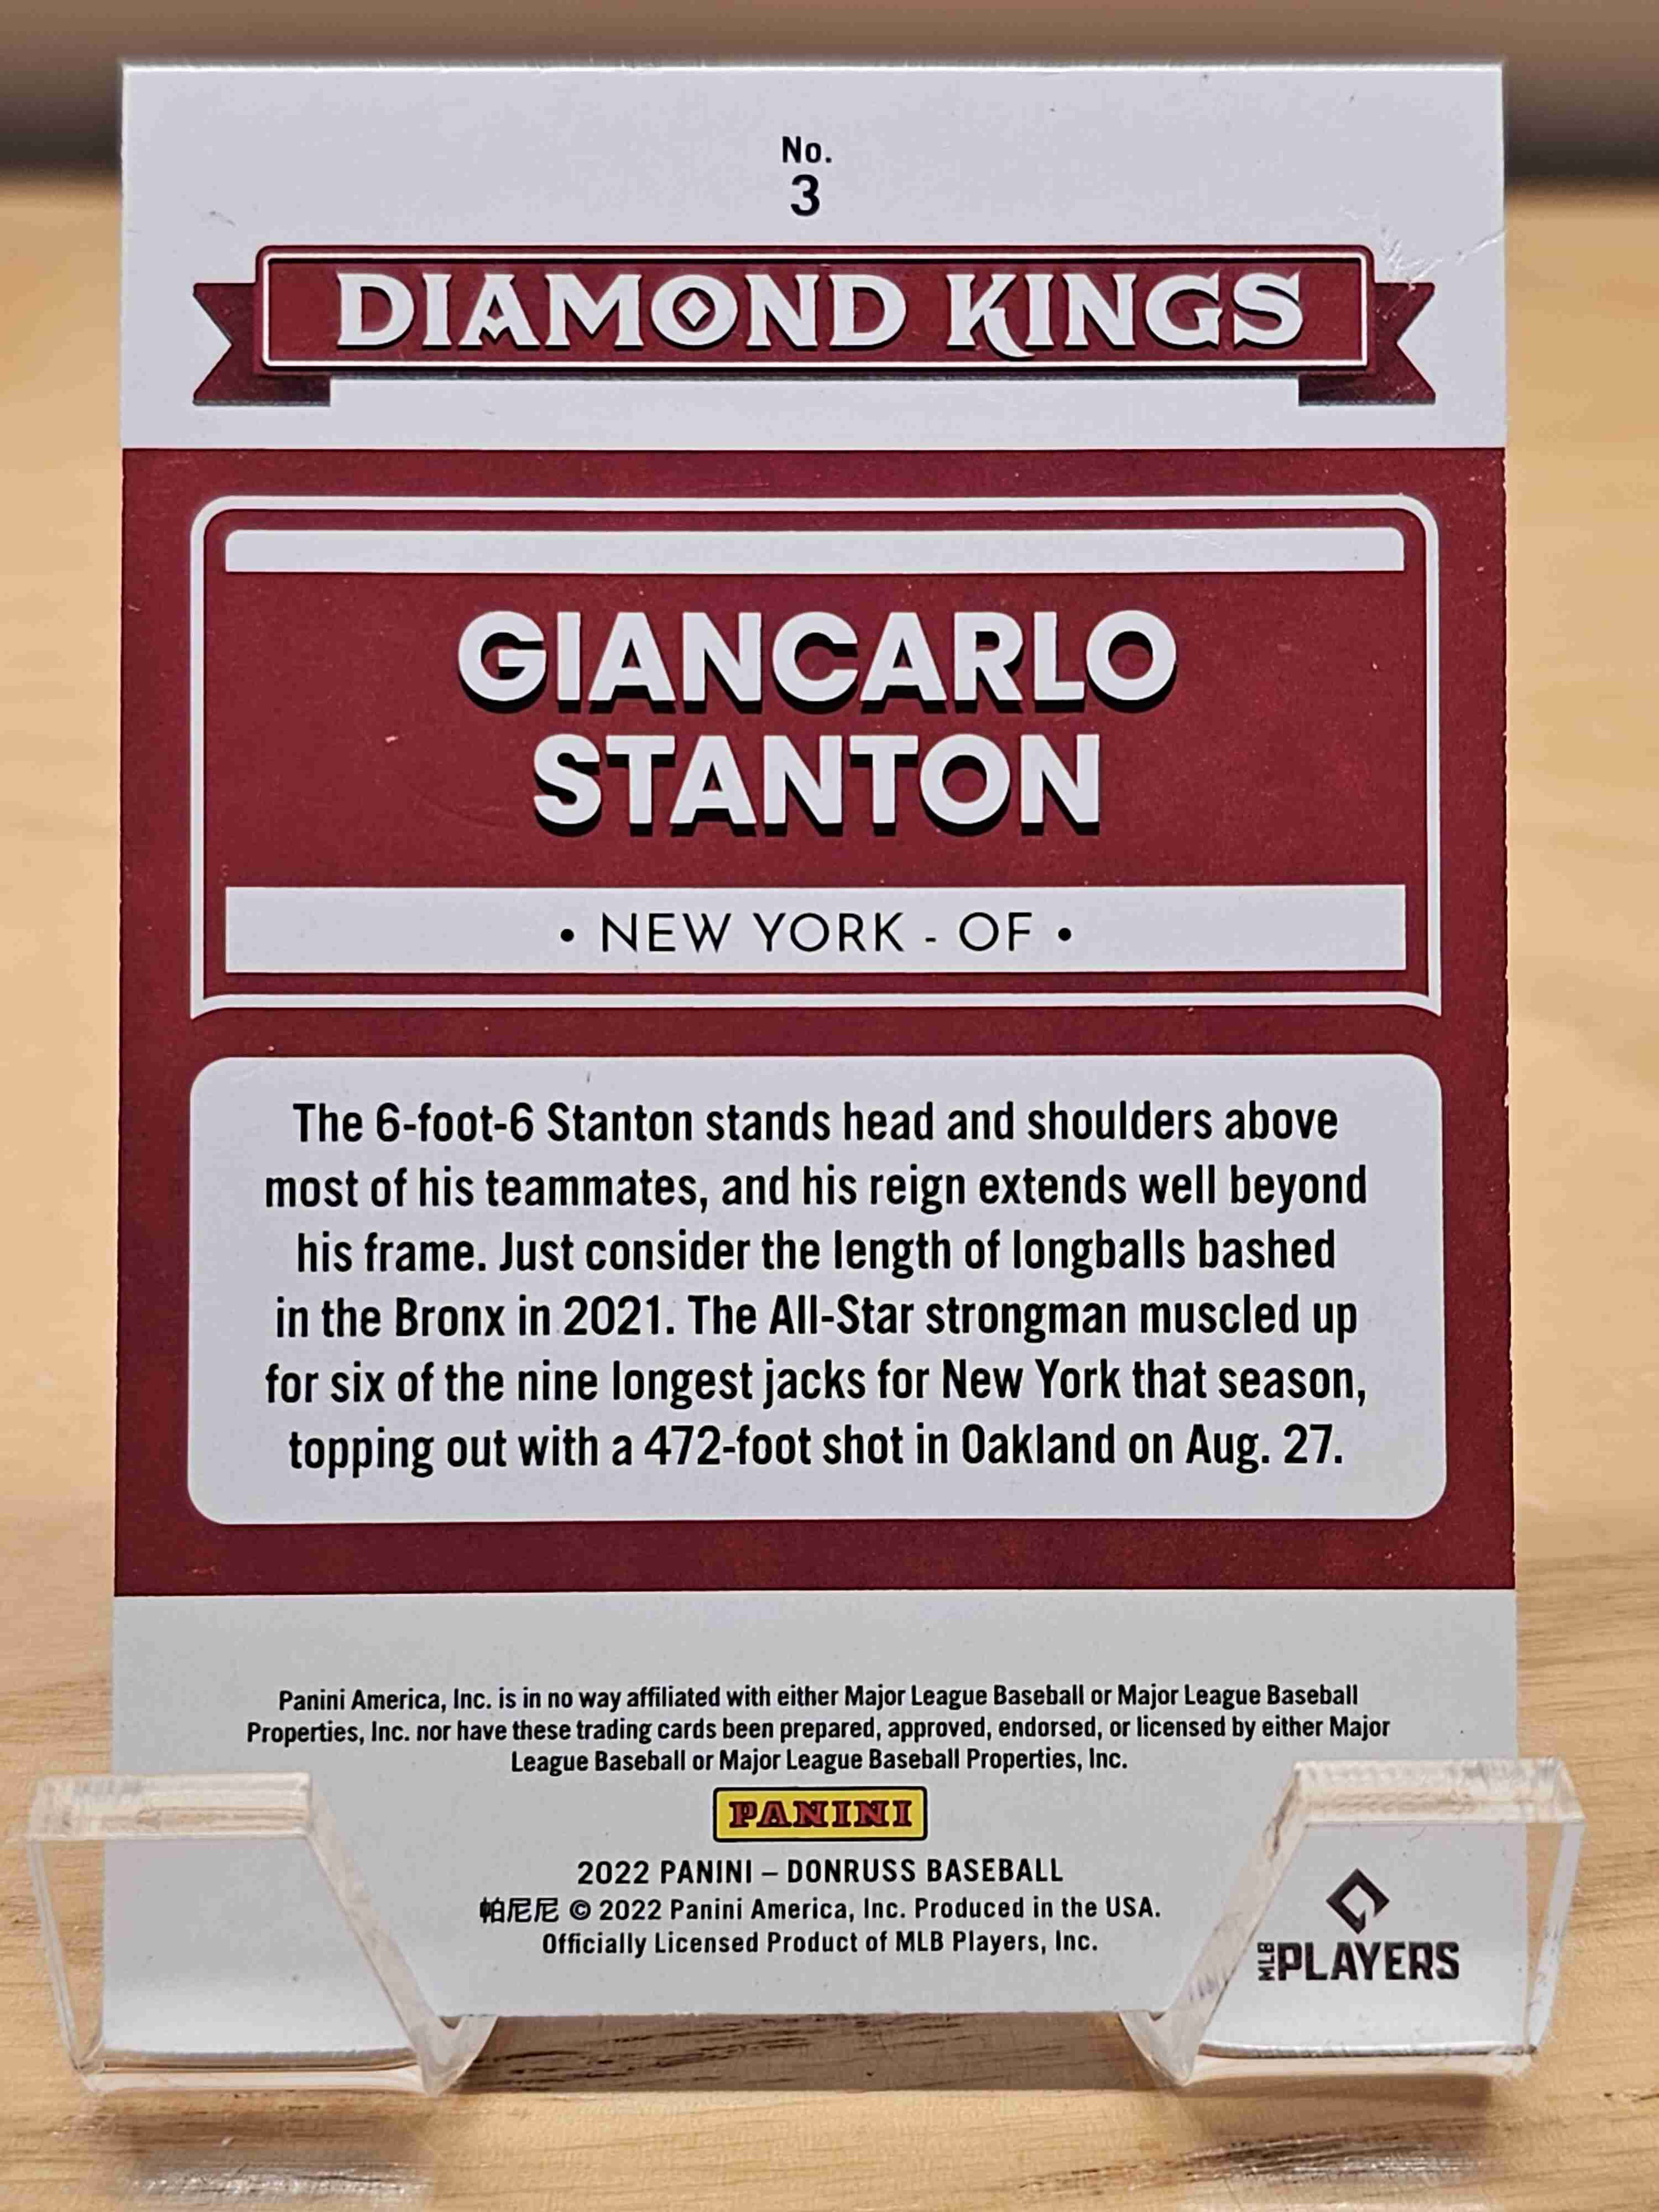 No.
3
DIAMOND KINGS
GIANCARLO
STANTON
• NEW YORK - OF •
The 6-foot-6 Stanton stands head and shoulders above
most of his teammates, and his reign extends well beyond
his frame. Just consider the length of longballs bashed
in the Bronx in 2021. The All-Star strongman muscled up
for six of the nine longest jacks for New York that season,
topping out with a 472-foot shot in Oakland on Aug. 27.
Panini America, Inc. is in no way affiliated with either Major League Baseball or Major League Baseball
Properties, Inc. nor have these trading cards been prepared, approved, endorsed, or licensed by either Major
League Baseball or Major League Baseball Properties, Inc.
PANINI
2022 PANINI – DONRUSS BASEBALL
帕尼尼 © 2022 Panini America, Inc. Produced in the USA.
Officially Licensed Product of MLB Players, Inc.
MLB PLAYERS